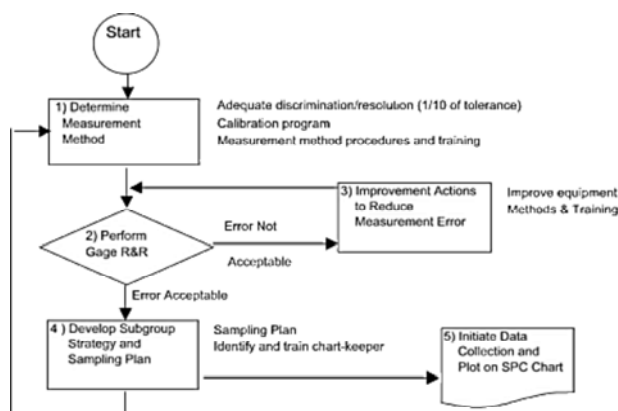 Start
1) Determine
Measurement
Method
Adequate discrimination/resolution (1/10 of tolerance)
Calibration program
Measurement method procedures and training
2) Perform
Gage R&R
Error Not
Acceptable
3) Improvement Actions
to Reduce
Measurement Error
Improve equipment
Methods & Training
Error Acceptable
4 ) Develop Subgroup
Strategy and
Sampling Plan
Sampling Plan
Identify and train chart-keeper
5) Initiate Data
Collection and
Plot on SPC Chart